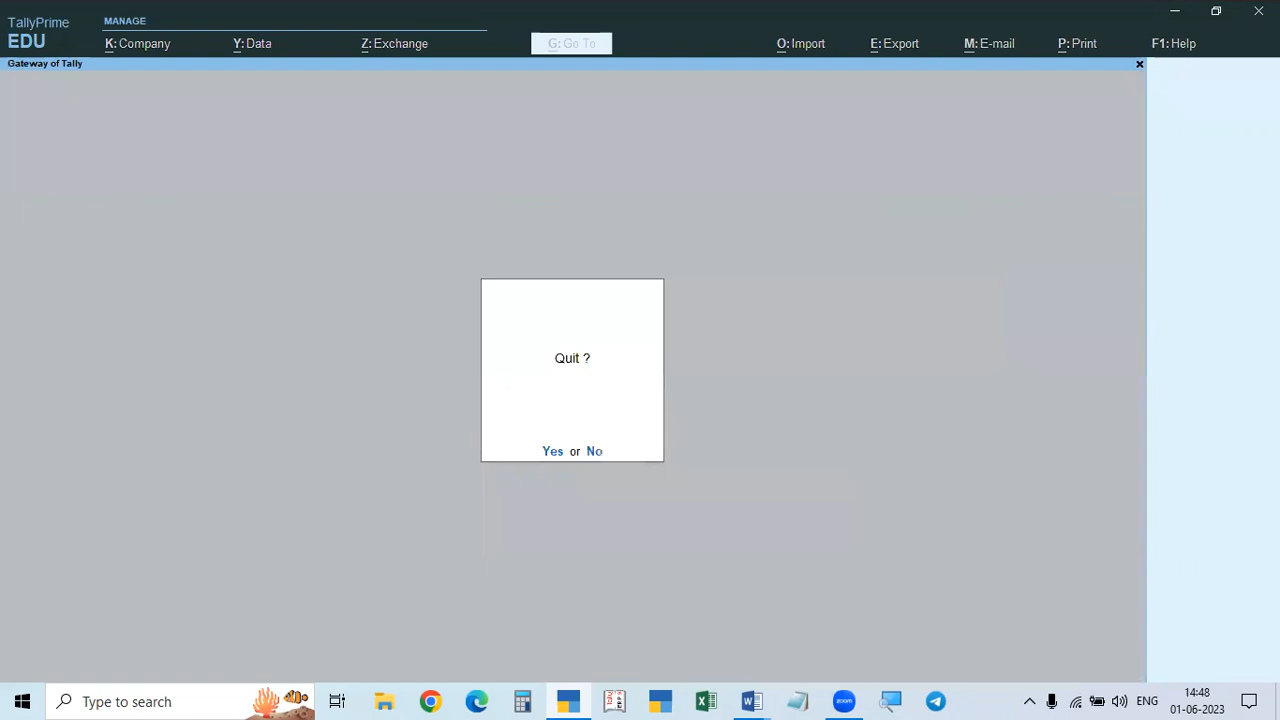 TallyPrime
EDU
MANAGE
K: Company
Y: Data
Z: Exchange
G: Go To
O: Import
E: Export
M: E-mail
P: Print
F1: Help
Gateway of Tally
Quit ?
Yes or No
Type to search
zoom
ENG
14:48
01-06-2023